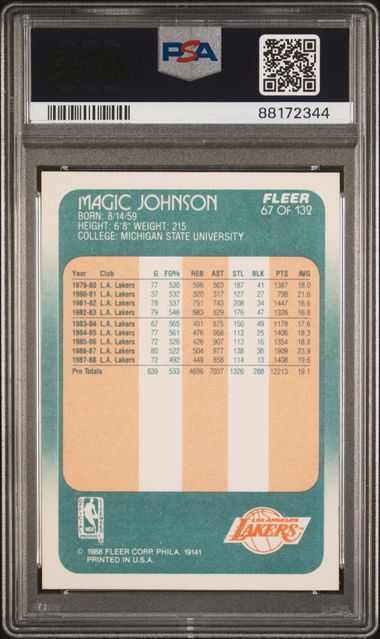 PSA
PSA
88172344
MAGIC JOHNSON
BORN: 8/14/59
HEIGHT: 6'8" WEIGHT: 215
COLLEGE: MICHIGAN STATE UNIVERSITY
FLEER
67 OF 132
Year Club G FG% REB AST STL BLK PTS AVG
1979-80 L.A. Lakers 77 .530 596 563 187 41 1387 18.0
1980-81 L.A. Lakers 37 .532 320 317 127 27 798 21.6
1981-82 L.A. Lakers 78 .537 751 743 208 34 1447 18.6
1982-83 L.A. Lakers 79 .548 683 829 176 47 1326 16.8
1983-84 L.A. Lakers 67 .565 491 875 150 49 1178 17.6
1984-85 L.A. Lakers 77 .561 476 968 113 25 1406 18.3
1985-86 L.A. Lakers 72 .526 426 907 113 16 1354 18.8
1986-87 L.A. Lakers 80 .522 504 977 138 36 1909 23.9
1987-88 L.A. Lakers 72 .492 449 858 114 13 1408 19.6
Pro Totals 639 .533 4696 7037 1326 288 12213 19.1
OFFICIAL LICENSED
NBA
PRODUCT
LOS ANGELES
LAKERS
© 1988 FLEER CORP. PHILA. 19141
PRINTED IN U.S.A.